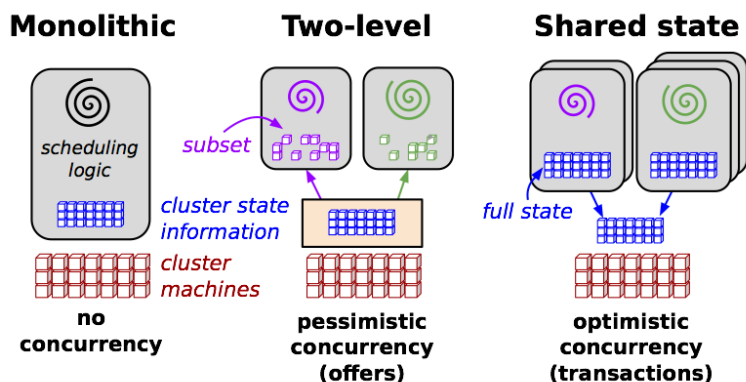 Monolithic
scheduling
logic
cluster state
information
cluster
machines
no
concurrency
Two-level
subset
pessimistic
concurrency
(offers)
Shared state
full state
optimistic
concurrency
(transactions)